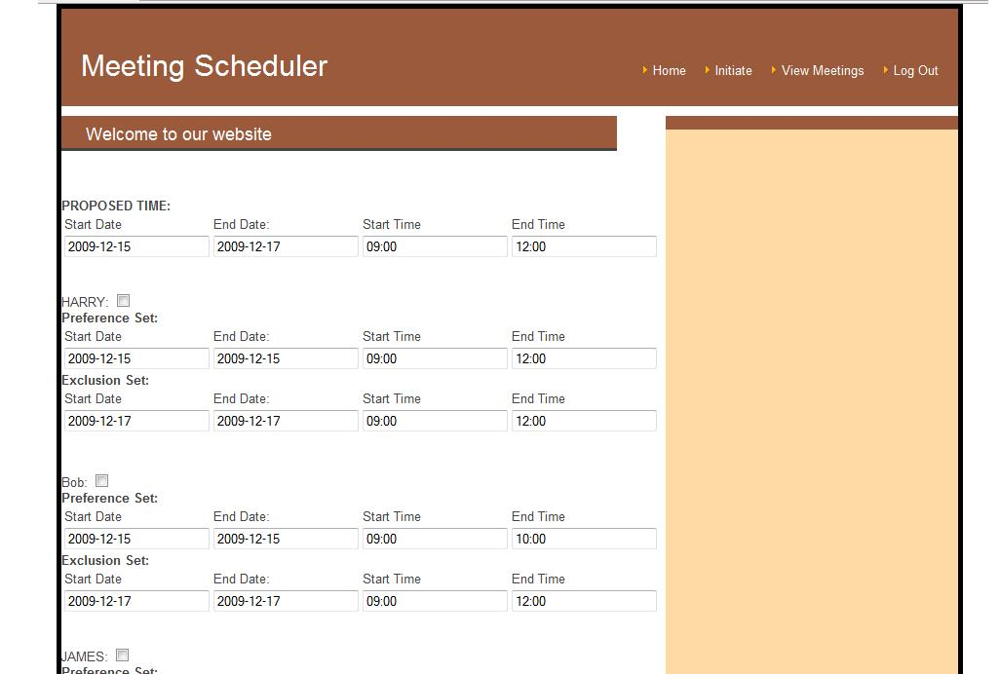 Meeting Scheduler
Home Initiate View Meetings Log Out
Welcome to our website
PROPOSED TIME:
Start Date End Date: Start Time End Time
2009-12-15 2009-12-17 09:00 12:00
HARRY:
Preference Set:
Start Date End Date: Start Time End Time
2009-12-15 2009-12-15 09:00 12:00
Exclusion Set:
Start Date End Date: Start Time End Time
2009-12-17 2009-12-17 09:00 12:00
Bob:
Preference Set:
Start Date End Date: Start Time End Time
2009-12-15 2009-12-15 09:00 10:00
Exclusion Set:
Start Date End Date: Start Time End Time
2009-12-17 2009-12-17 09:00 12:00
JAMES:
Preference Set: